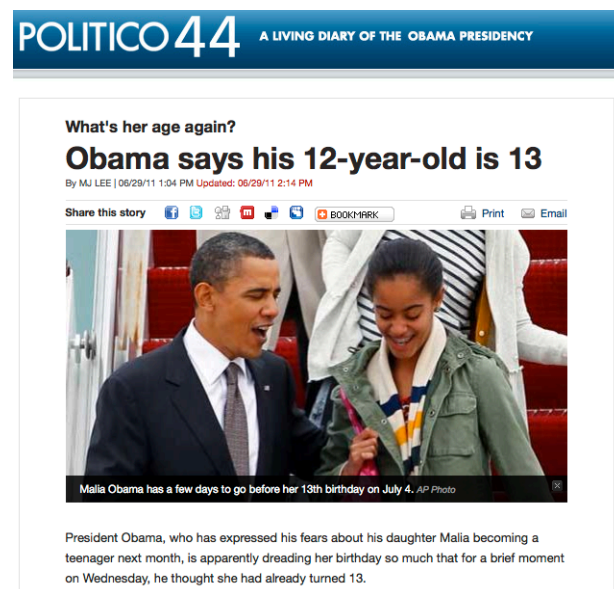 POLITICO 44 A LIVING DIARY OF THE OBAMA PRESIDENCY
What's her age again?
Obama says his 12-year-old is 13
By MJ LEE | 06/29/11 1:04 PM Updated: 06/29/11 2:14 PM
Share this story BOOKMARK Print Email
Malia Obama has a few days to go before her 13th birthday on July 4. AP Photo
President Obama, who has expressed his fears about his daughter Malia becoming a
teenager next month, is apparently dreading her birthday so much that for a brief moment
on Wednesday, he thought she had already turned 13.